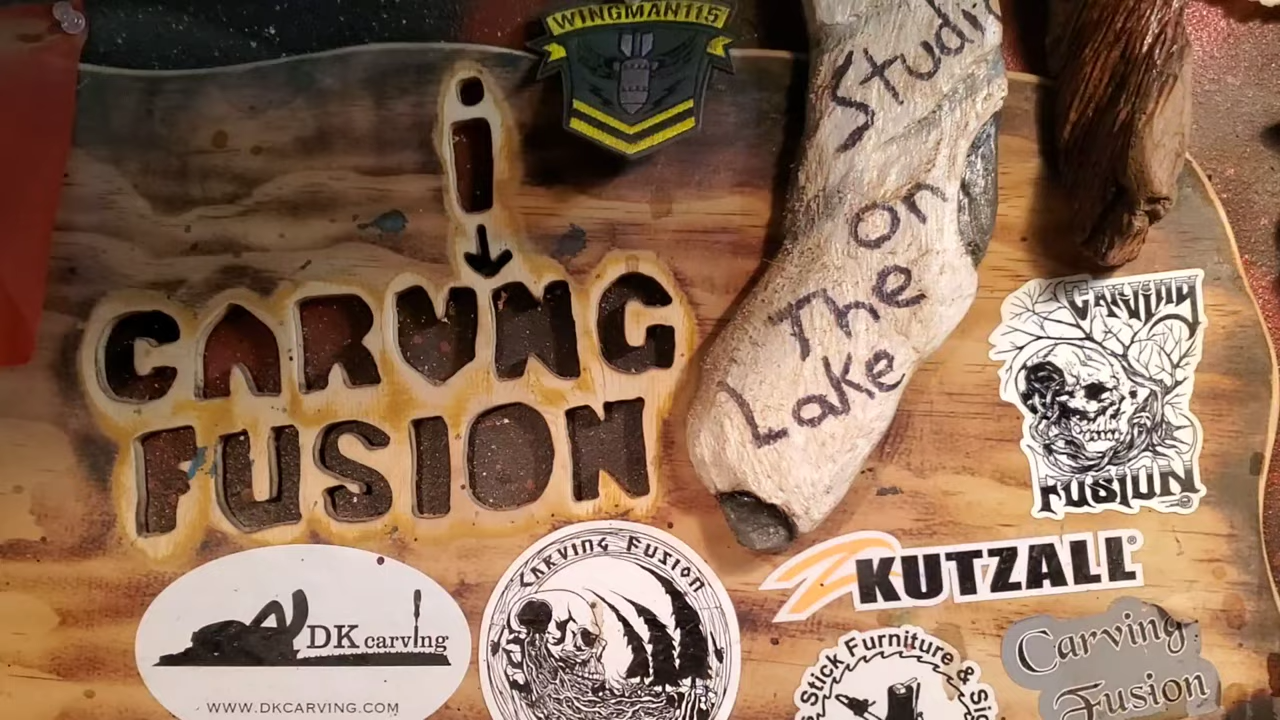 WINGMAN115
Studi
on
The
Lake
i
CARVNG
FUSION
Carving
FUSION
KUTZALL®
DK carving
WWW.DKCARVING.COM
CARVING FUSION
Stick Furniture &
Carving
Fusion